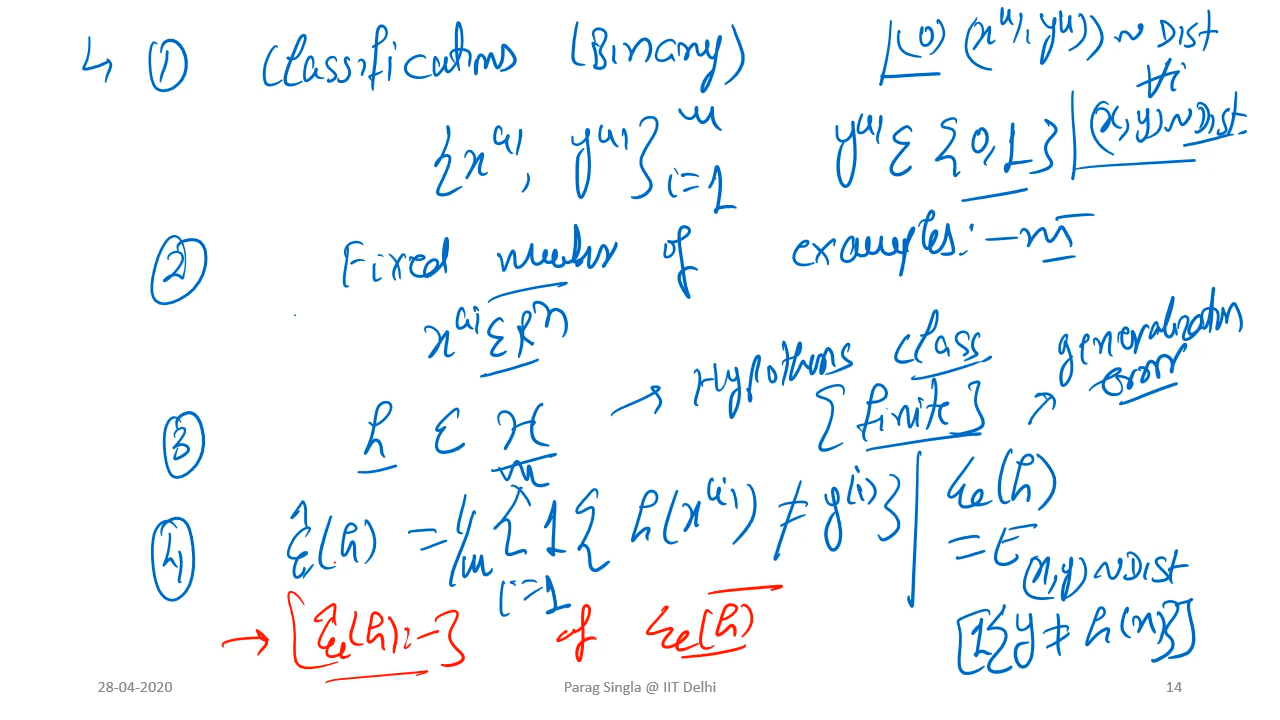 ↳ ① Classifications (Binary) (0) (x^(i), y^(i)) ~ Dist ∀i
{x^(i), y^(i)}_{i=1}^m y^(i) ε {0,1} (x,y) ~ Dist.
② Fixed number of examples: - m
x^(i) ε R^n
③ h ε H → Hypothesis class {finite} ↗ generalization error
④ ε̂(h) = 1/m Σ_{i=1}^m 1{h(x^(i)) ≠ y^(i)} | ε(h)
= E_{(x,y) ~ Dist}
[1{y ≠ h(x)}]
→ of
28-04-2020 Parag Singla @ IIT Delhi 14